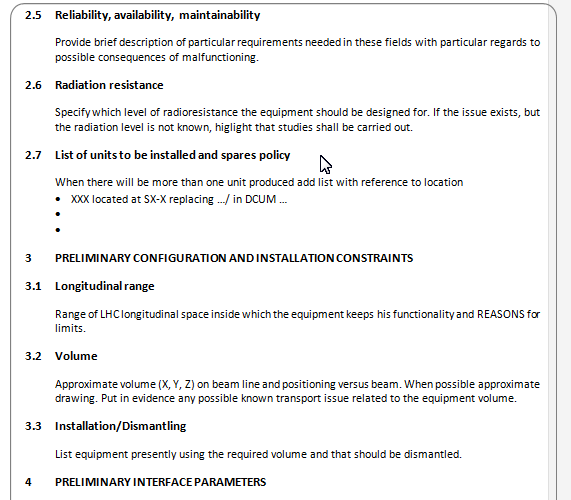 2.5 Reliability, availability, maintainability
Provide brief description of particular requirements needed in these fields with particular regards to
possible consequences of malfunctioning.
2.6 Radiation resistance
Specify which level of radioresistance the equipment should be designed for. If the issue exists, but
the radiation level is not known, higlight that studies shall be carried out.
2.7 List of units to be installed and spares policy
When there will be more than one unit produced add list with reference to location
• XXX located at SX-X replacing .../ in DCUM ...
•
•
3 PRELIMINARY CONFIGURATION AND INSTALLATION CONSTRAINTS
3.1 Longitudinal range
Range of LHC longitudinal space inside which the equipment keeps his functionality and REASONS for
limits.
3.2 Volume
Approximate volume (X, Y, Z) on beam line and positioning versus beam. When possible approximate
drawing. Put in evidence any possible known transport issue related to the equipment volume.
3.3 Installation/Dismantling
List equipment presently using the required volume and that should be dismantled.
4 PRELIMINARY INTERFACE PARAMETERS